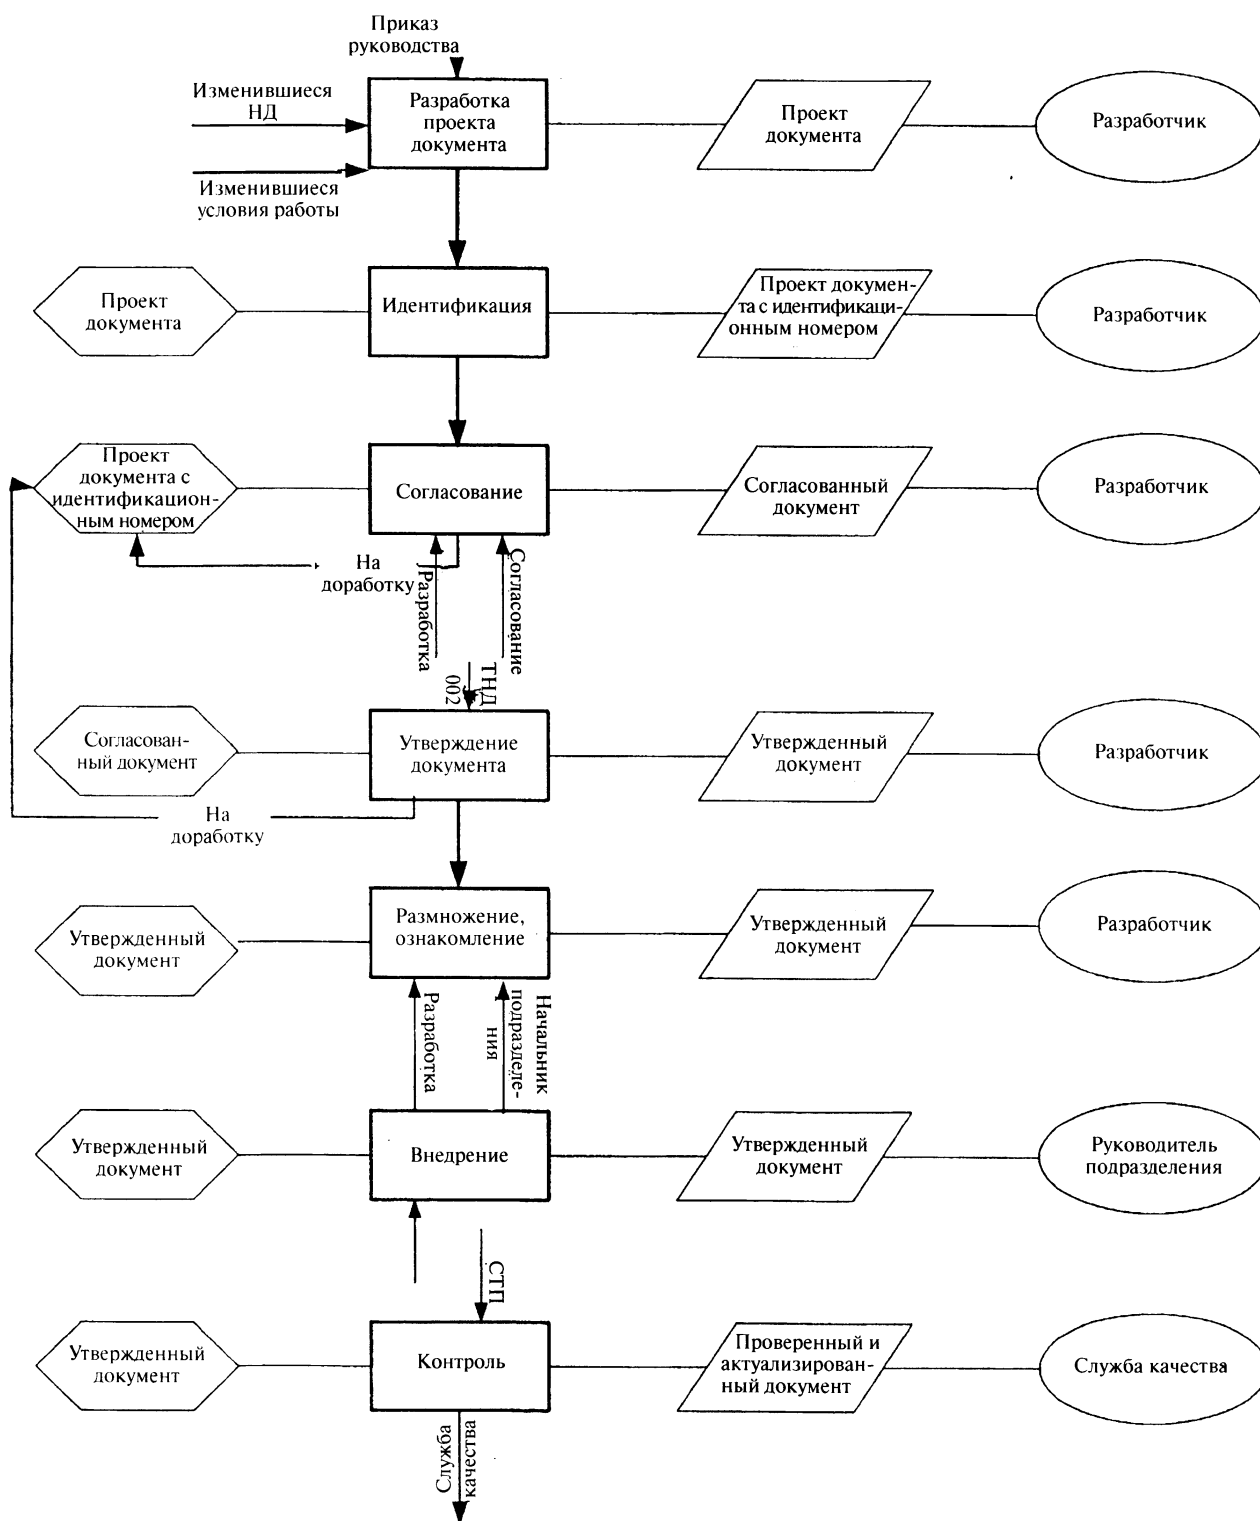 Приказ
руководства
Изменившиеся
НД
Разработка
проекта
документа
Проект
документа
Разработчик
Изменившиеся
условия работы
Проект
документа
Идентификация
Проект докумен-
та с идентификаци-
онным номером
Разработчик
Проект
документа с
идентификацион-
ным номером
Согласование
Согласованный
документ
Разработчик
На
доработку
Разработка
Согласование
ТНД
002
Согласован-
ный документ
Утверждение
документа
Утвержденный
документ
Разработчик
На
доработку
Утвержденный
документ
Размножение,
ознакомление
Утвержденный
документ
Разработчик
Разработка
Начальник
подразделе-
ния
Утвержденный
документ
Внедрение
Утвержденный
документ
Руководитель
подразделения
СТП
Утвержденный
документ
Контроль
Проверенный и
актуализирован-
ный документ
Служба качества
Служба
качества